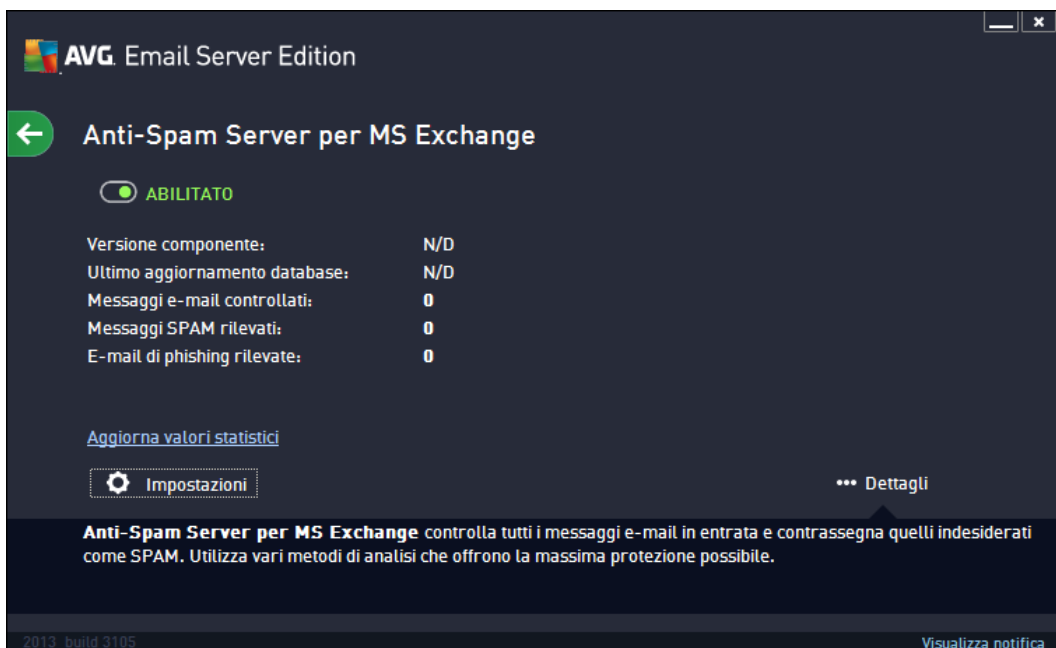 AVG. Email Server Edition
Anti-Spam Server per MS Exchange
ABILITATO
Versione componente: N/D
Ultimo aggiornamento database: N/D
Messaggi e-mail controllati: 0
Messaggi SPAM rilevati: 0
E-mail di phishing rilevate: 0
Aggiorna valori statistici
Impostazioni
••• Dettagli
Anti-Spam Server per MS Exchange controlla tutti i messaggi e-mail in entrata e contrassegna quelli indesiderati
come SPAM. Utilizza vari metodi di analisi che offrono la massima protezione possibile.
2013 build 3105
Visualizza notifica